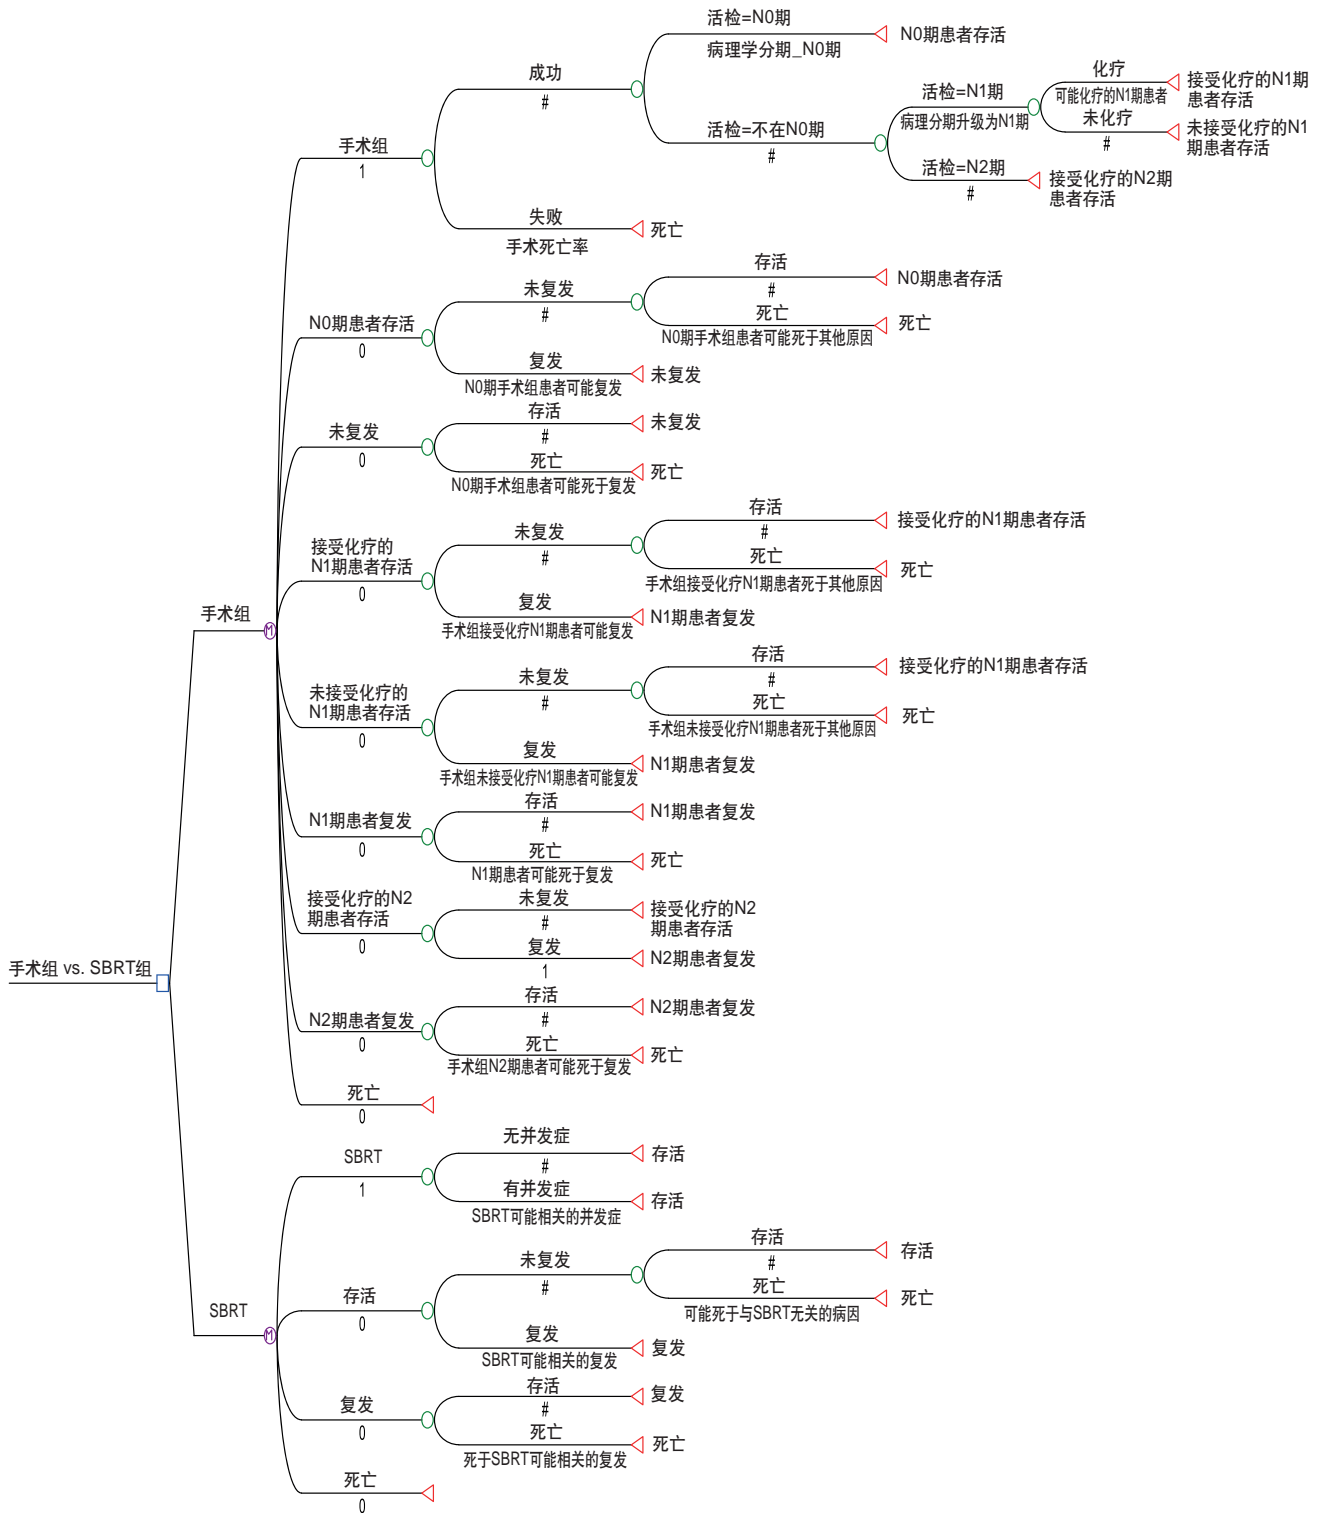 活检=N0期
病理学分期_N0期
N0期患者存活
成功
#
活检=不在N0期
#
活检=N1期
病理分期升级为N1期
化疗
可能化疗的N1期患者
接受化疗的N1期
患者存活
未化疗
#
未接受化疗的N1
期患者存活
活检=N2期
#
接受化疗的N2期
患者存活
手术组
1
失败
手术死亡率
死亡
N0期患者存活
0
未复发
#
存活
#
N0期患者存活
死亡
N0期手术组患者可能死于其他原因
死亡
复发
N0期手术组患者可能复发
未复发
未复发
0
存活
#
未复发
死亡
N0期手术组患者可能死于复发
死亡
接受化疗的
N1期患者存活
0
未复发
#
存活
#
接受化疗的N1期患者存活
死亡
手术组接受化疗N1期患者死于其他原因
死亡
复发
手术组接受化疗N1期患者可能复发
N1期患者复发
手术组
M
未接受化疗的
N1期患者存活
0
未复发
#
存活
#
接受化疗的N1期患者存活
死亡
手术组未接受化疗N1期患者死于其他原因
死亡
复发
手术组未接受化疗N1期患者可能复发
N1期患者复发
N1期患者复发
0
存活
#
N1期患者复发
死亡
N1期患者可能死于复发
死亡
接受化疗的N2
期患者存活
0
未复发
#
接受化疗的N2
期患者存活
复发
1
N2期患者复发
手术组 vs. SBRT组
N2期患者复发
0
存活
#
N2期患者复发
死亡
手术组N2期患者可能死于复发
死亡
死亡
0
SBRT
1
无并发症
#
存活
有并发症
SBRT可能相关的并发症
存活
SBRT
M
存活
0
未复发
#
存活
#
存活
死亡
可能死于与SBRT无关的病因
死亡
复发
SBRT可能相关的复发
复发
复发
0
存活
#
复发
死亡
死于SBRT可能相关的复发
死亡
死亡
0